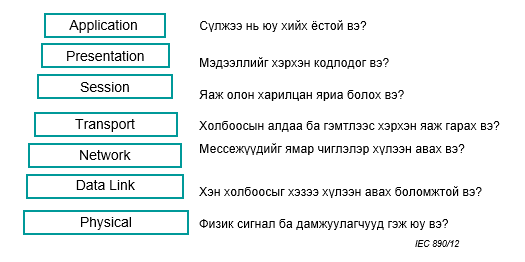 Application Сүлжээ нь юу хийх ёстой вэ?
Presentation Мэдээллийг хэрхэн кодлодог вэ?
Session Яаж олон харилцан яриа болох вэ?
Transport Холбоосын алдаа ба гэмтлээс хэрхэн яаж гарах вэ?
Network Мессежүүдийг ямар чиглэлэр хүлээн авах вэ?
Data Link Хэн холбоосыг хэзээ хүлээн авах боломжтой вэ?
Physical Физик сигнал ба дамжуулагчууд гэж юу вэ?
IEC 890/12